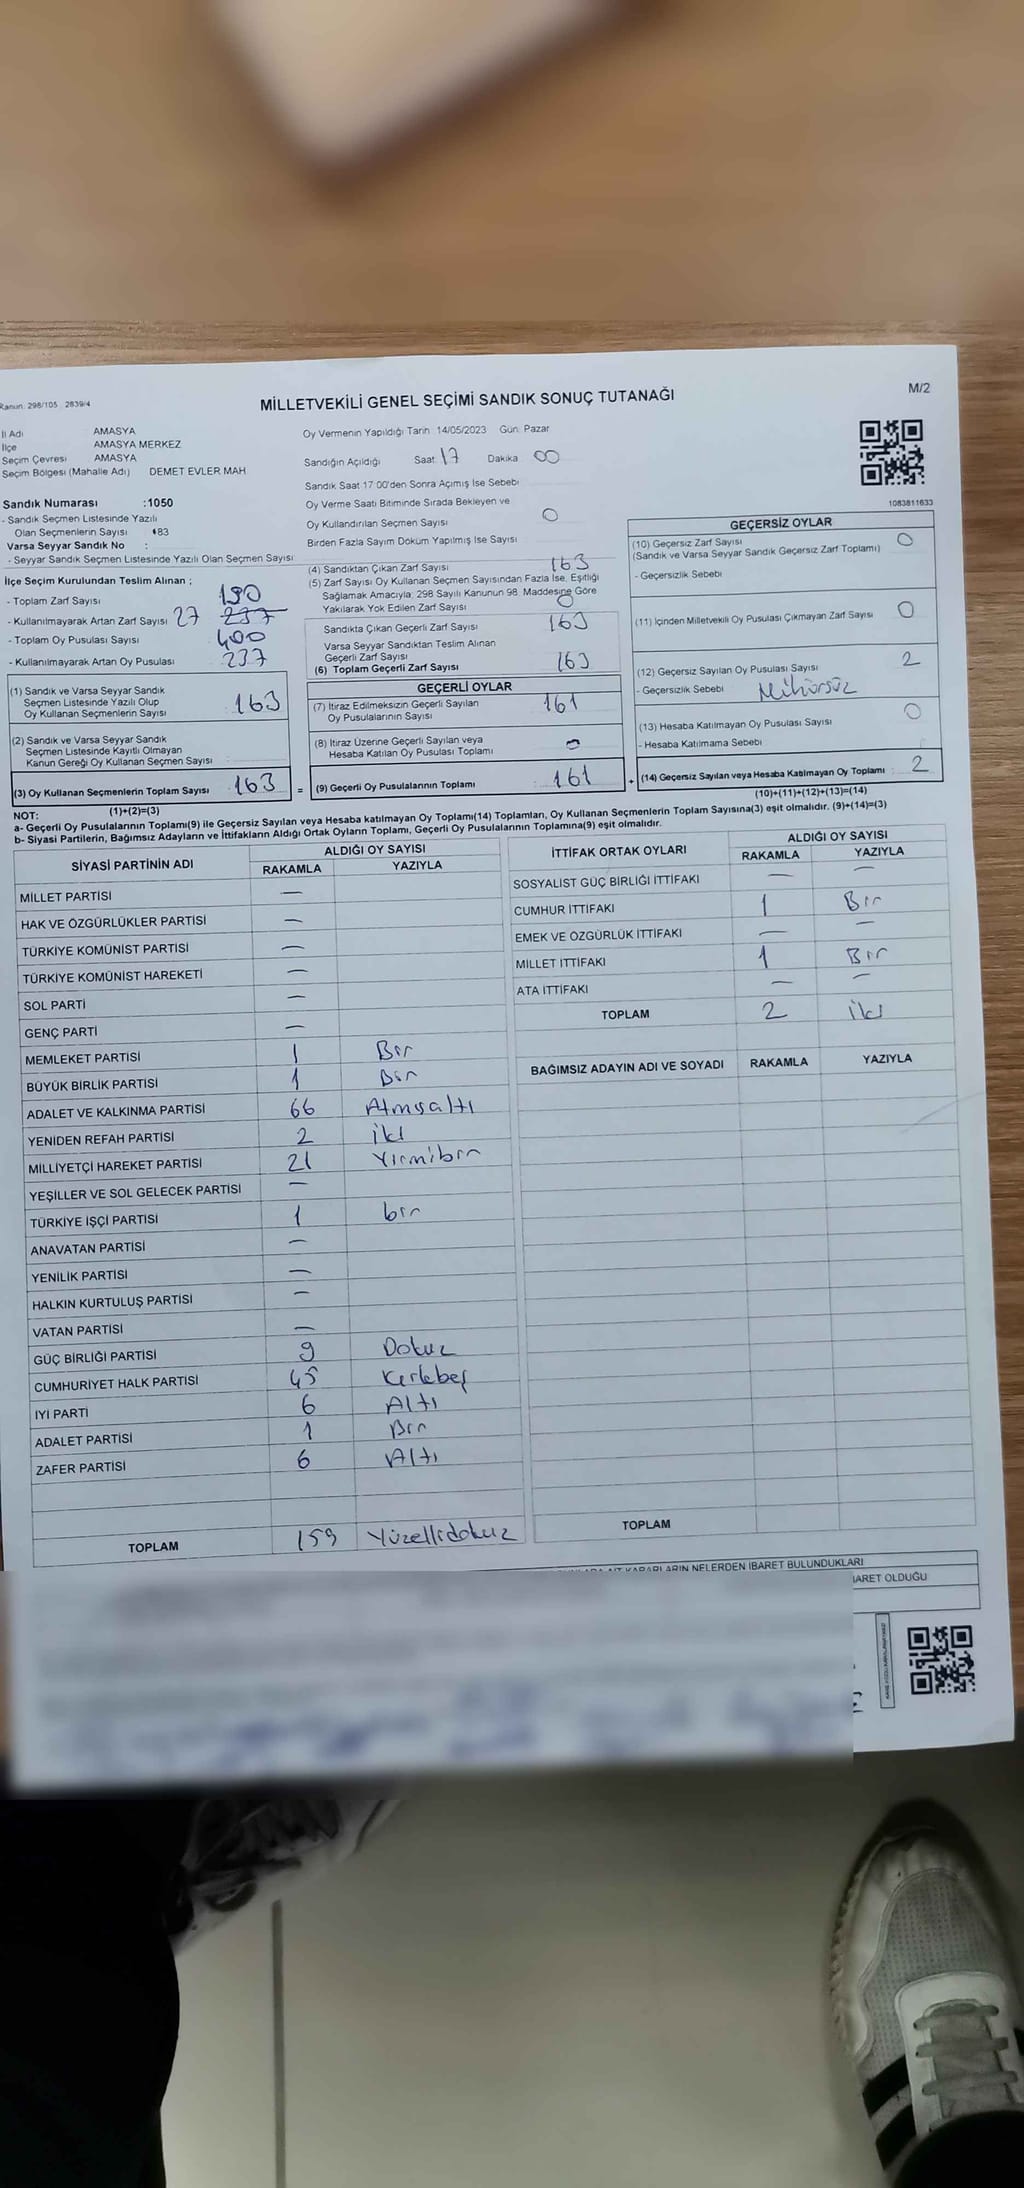 Kanun: 298/105 2839/4
MİLLETVEKİLİ GENEL SEÇİMİ SANDIK SONUÇ TUTANAĞI
M/2
İl Adı AMASYA
İlçe AMASYA MERKEZ
Seçim Çevresi AMASYA
Seçim Bölgesi (Mahalle Adı) DEMET EVLER MAH
Sandık Numarası :1050
- Sandık Seçmen Listesinde Yazılı
Olan Seçmenlerin Sayısı 183
Varsa Seyyar Sandık No :
- Seyyar Sandık Seçmen Listesinde Yazılı Olan Seçmen Sayısı
İlçe Seçim Kurulundan Teslim Alınan ;
- Toplam Zarf Sayısı 190
- Kullanılmayarak Artan Zarf Sayısı 27 237
- Toplam Oy Pusulası Sayısı 400
- Kullanılmayarak Artan Oy Pusulası 237
(1) Sandık ve Varsa Seyyar Sandık
Seçmen Listesinde Yazılı Olup
Oy Kullanan Seçmenlerin Sayısı 163
(2) Sandık ve Varsa Seyyar Sandık
Seçmen Listesinde Kayıtlı Olmayan
Kanun Gereği Oy Kullanan Seçmen Sayısı :
(3) Oy Kullanan Seçmenlerin Toplam Sayısı 163
Oy Vermenin Yapıldığı Tarih 14/05/2023 Gün: Pazar
Sandığın Açıldığı Saat 17 Dakika 00
Sandık Saat 17:00'den Sonra Açımış İse Sebebi
Oy Verme Saati Bitiminde Sırada Bekleyen ve
Oy Kullandırılan Seçmen Sayısı 0
Birden Fazla Sayım Döküm Yapılmış İse Sayısı
(4) Sandıktan Çıkan Zarf Sayısı 163
(5) Zarf Sayısı Oy Kullanan Seçmen Sayısından Fazla İse, Eşitliği
Sağlamak Amacıyla; 298 Sayılı Kanunun 98. Maddesine Göre
Yakılarak Yok Edilen Zarf Sayısı 0
Sandıkta Çıkan Geçerli Zarf Sayısı 163
Varsa Seyyar Sandıktan Teslim Alınan
Geçerli Zarf Sayısı
(6) Toplam Geçerli Zarf Sayısı 163
GEÇERLİ OYLAR
(7) İtiraz Edilmeksizin Geçerli Sayılan
Oy Pusulalarının Sayısı 161
(8) İtiraz Üzerine Geçerli Sayılan veya
Hesaba Katılan Oy Pusulası Toplamı 0
= (9) Geçerli Oy Pusulalarının Toplamı : 161 +
1083811633
GEÇERSİZ OYLAR
(10) Geçersiz Zarf Sayısı 0
(Sandık ve Varsa Seyyar Sandık Geçersiz Zarf Toplamı)
- Geçersizlik Sebebi
(11) İçinden Milletvekili Oy Pusulası Çıkmayan Zarf Sayısı 0
(12) Geçersiz Sayılan Oy Pusulası Sayısı 2
- Geçersizlik Sebebi Mühürsüz
(13) Hesaba Katılmayan Oy Pusulası Sayısı 0
- Hesaba Katılmama Sebebi
(14) Geçersiz Sayılan veya Hesaba Katılmayan Oy Toplamı : 2
(1)+(2)=(3)
(10)+(11)+(12)+(13)=(14)
NOT:
a- Geçerli Oy Pusulalarının Toplamı(9) ile Geçersiz Sayılan veya Hesaba katılmayan Oy Toplamı(14) Toplamları, Oy Kullanan Seçmenlerin Toplam Sayısına(3) eşit olmalıdır. (9)+(14)=(3)
b- Siyasi Partilerin, Bağımsız Adayların ve İttifakların Aldığı Ortak Oyların Toplamı, Geçerli Oy Pusulalarının Toplamına(9) eşit olmalıdır.
SİYASİ PARTİNİN ADI ALDIĞI OY SAYISI
RAKAMLA YAZIYLA
MİLLET PARTİSİ —
HAK VE ÖZGÜRLÜKLER PARTİSİ —
TÜRKİYE KOMÜNİST PARTİSİ —
TÜRKİYE KOMÜNİST HAREKETİ —
SOL PARTİ —
GENÇ PARTİ —
MEMLEKET PARTİSİ 1 Bir
BÜYÜK BİRLİK PARTİSİ 1 Bir
ADALET VE KALKINMA PARTİSİ 66 Atmışaltı
YENİDEN REFAH PARTİSİ 2 iki
MİLLİYETÇİ HAREKET PARTİSİ 21 Yirmibir
YEŞİLLER VE SOL GELECEK PARTİSİ —
TÜRKİYE İŞÇİ PARTİSİ 1 bir
ANAVATAN PARTİSİ —
YENİLİK PARTİSİ —
HALKIN KURTULUŞ PARTİSİ —
VATAN PARTİSİ —
GÜÇ BİRLİĞİ PARTİSİ 9 Dokuz
CUMHURİYET HALK PARTİSİ 45 Kırkbeş
İYİ PARTİ 6 Altı
ADALET PARTİSİ 1 Bir
ZAFER PARTİSİ 6 Altı
TOPLAM 159 Yüzellidokuz
İTTİFAK ORTAK OYLARI ALDIĞI OY SAYISI
RAKAMLA YAZIYLA
SOSYALİST GÜÇ BİRLİĞİ İTTİFAKI — —
CUMHUR İTTİFAKI 1 Bir
EMEK VE ÖZGÜRLÜK İTTİFAKI — —
MİLLET İTTİFAKI 1 Bir
ATA İTTİFAKI — —
TOPLAM 2 iki
BAĞIMSIZ ADAYIN ADI VE SOYADI RAKAMLA YAZIYLA
TOPLAM
KARARLARIN NELERDEN İBARET BULUNDUKLARI
İBARET OLDUĞU